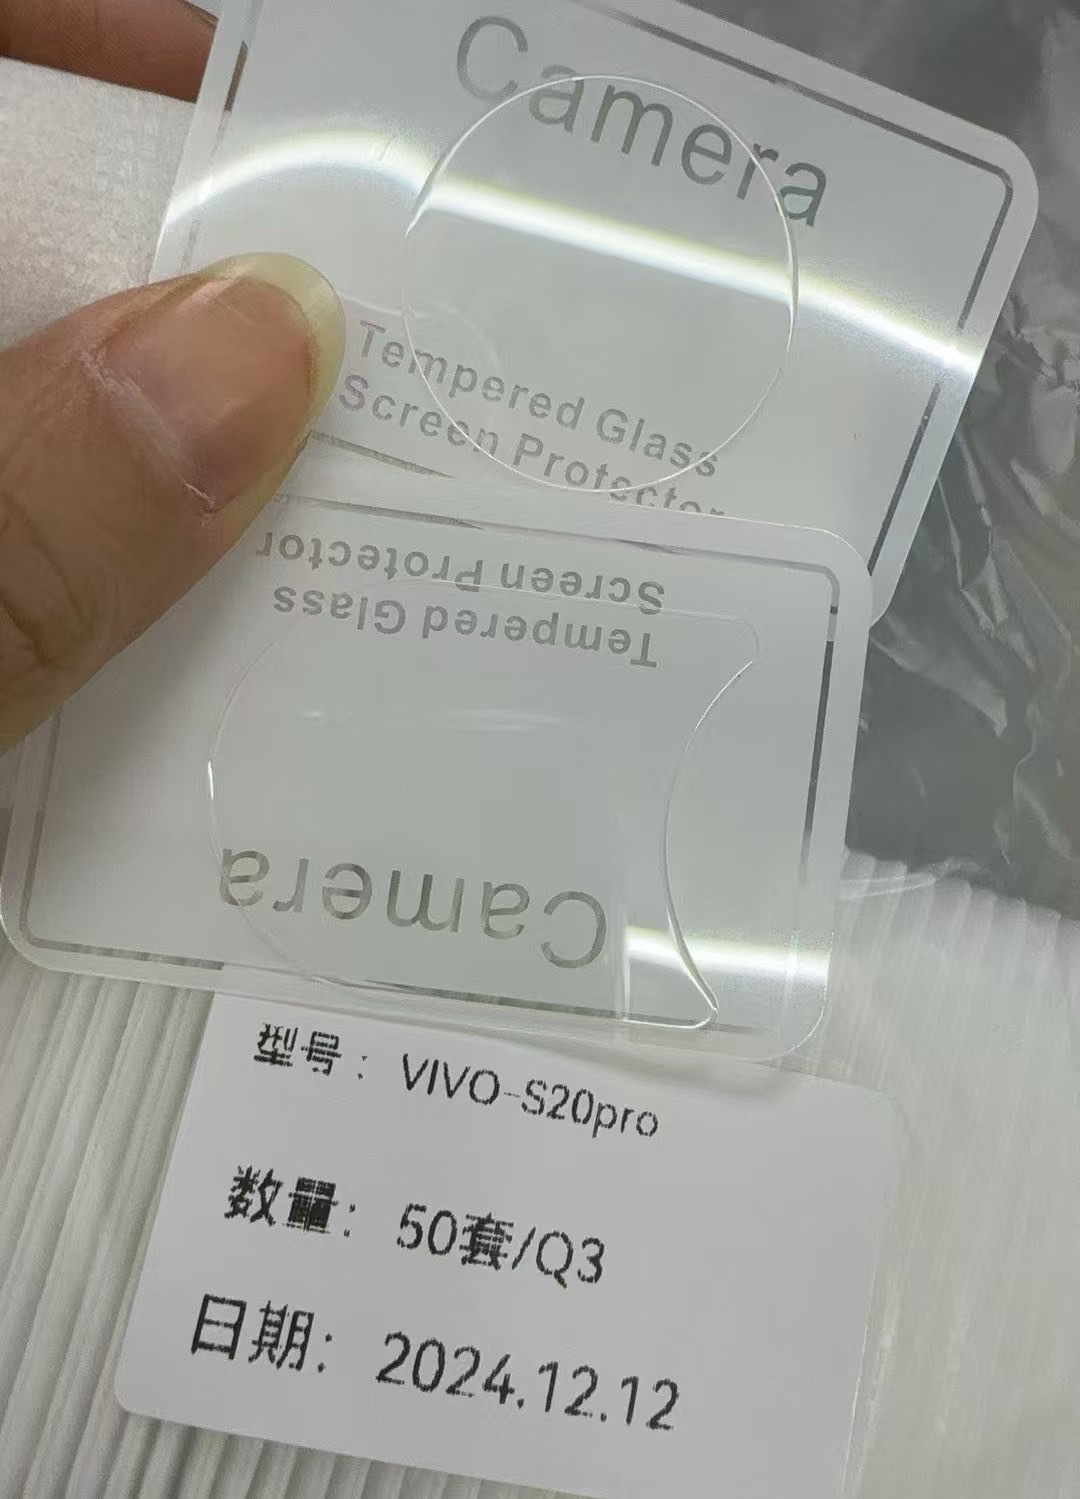 Camera
Tempered Glass
Screen Protector
Screen Protector
Tempered Glass
Camera
型号：VIVO-S20pro
数量：50套/Q3
日期：2024.12.12